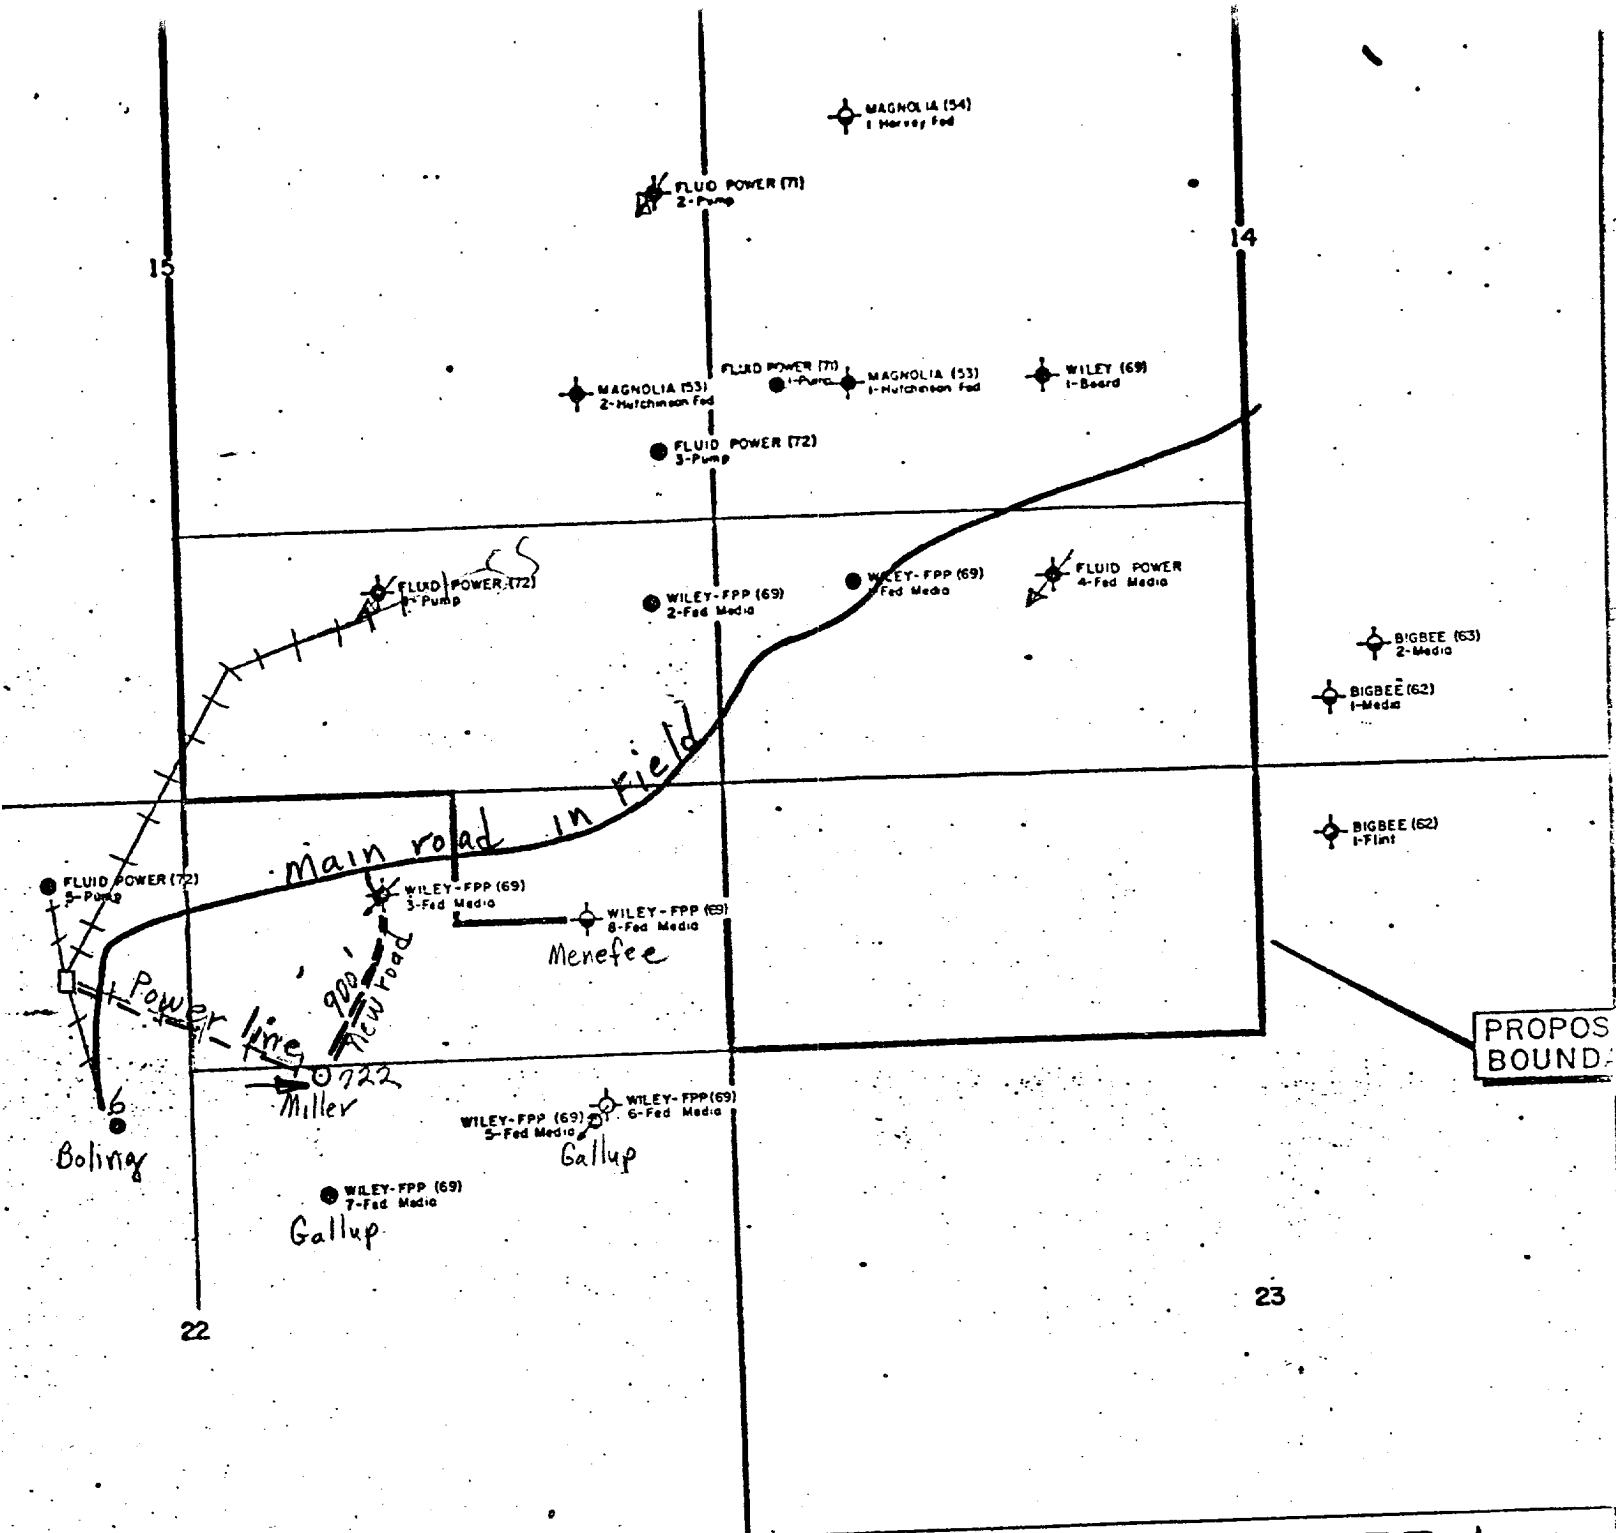 MAGNOLIA (54)
1 Harvey Fed
FLUID POWER (71)
2-Pump
14
15
FLUID POWER (71)
1-Pump
MAGNOLIA (53)
1-Hutchinson Fed
WILEY (69)
1-Board
MAGNOLIA (53)
2-Hutchinson Fed
FLUID POWER (72)
3-Pump
CS
FLUID POWER (72)
-Pump
WILEY-FPP (69)
2-Fed Media
WILEY-FPP (69)
-Fed Media
FLUID POWER
4-Fed Media
BIGBEE (63)
2-Media
BIGBEE (62)
1-Media
Main road in Field
BIGBEE (62)
1-Flint
FLUID POWER (72)
5-Pump
WILEY-FPP (69)
3-Fed Media
WILEY-FPP (69)
8-Fed Media
Menefee
900'
New road
Power line
PROPOS
BOUND
722
Miller
6
Boling
WILEY-FPP (69)
6-Fed Media
WILEY-FPP (69)
5-Fed Media
Gallup
WILEY-FPP (69)
7-Fed Media
Gallup
23
22